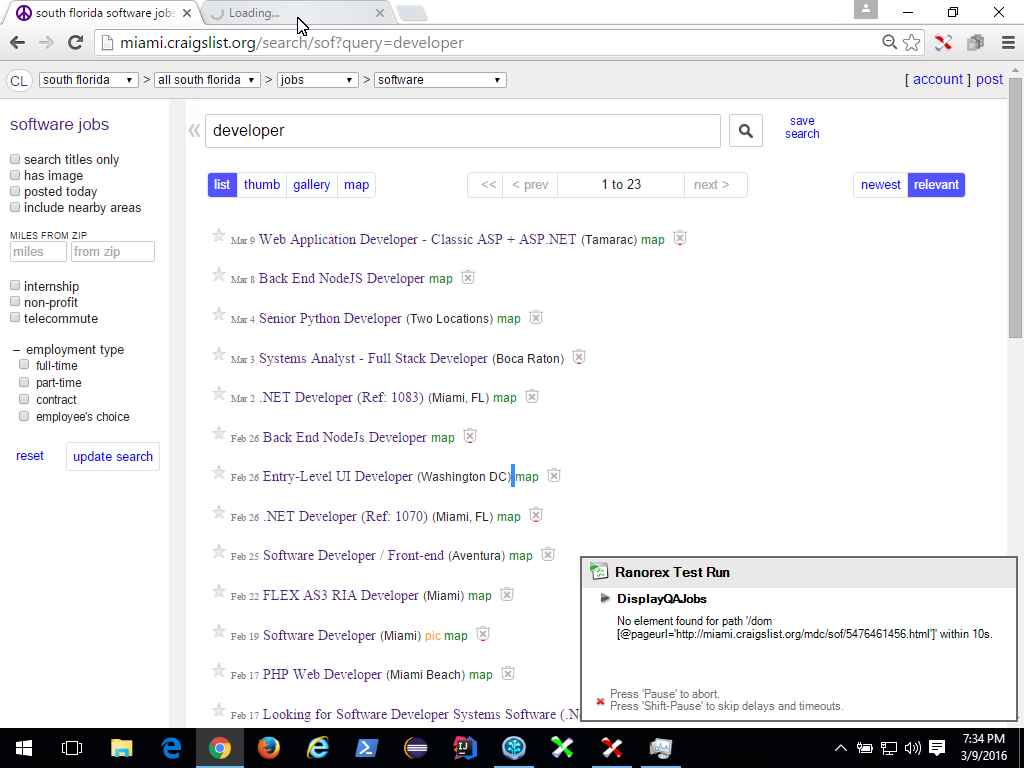 south florida software jobs
Loading...
miami.craigslist.org/search/sof?query=developer
CL south florida > all south florida > jobs > software [ account ] post
software jobs
search titles only
has image
posted today
include nearby areas
MILES FROM ZIP
miles from zip
internship
non-profit
telecommute
– employment type
full-time
part-time
contract
employee's choice
reset update search
« developer save search
list thumb gallery map << < prev 1 to 23 next > newest relevant
Mar 9 Web Application Developer - Classic ASP + ASP.NET (Tamarac) map
Mar 8 Back End NodeJS Developer map
Mar 4 Senior Python Developer (Two Locations) map
Mar 3 Systems Analyst - Full Stack Developer (Boca Raton)
Mar 2 .NET Developer (Ref: 1083) (Miami, FL) map
Feb 26 Back End NodeJs Developer map
Feb 26 Entry-Level UI Developer (Washington DC) map
Feb 26 .NET Developer (Ref: 1070) (Miami, FL) map
Feb 25 Software Developer / Front-end (Aventura) map
Feb 22 FLEX AS3 RIA Developer (Miami) map
Feb 19 Software Developer (Miami) pic map
Feb 17 PHP Web Developer (Miami Beach) map
Feb 17 Looking for Software Developer Systems Software (.N
Ranorex Test Run
DisplayQAJobs
No element found for path '/dom
[@pageurl='http://miami.craigslist.org/mdc/sof/5476461456.html']' within 10s.
Press 'Pause' to abort.
Press 'Shift-Pause' to skip delays and timeouts.
7:34 PM
3/9/2016